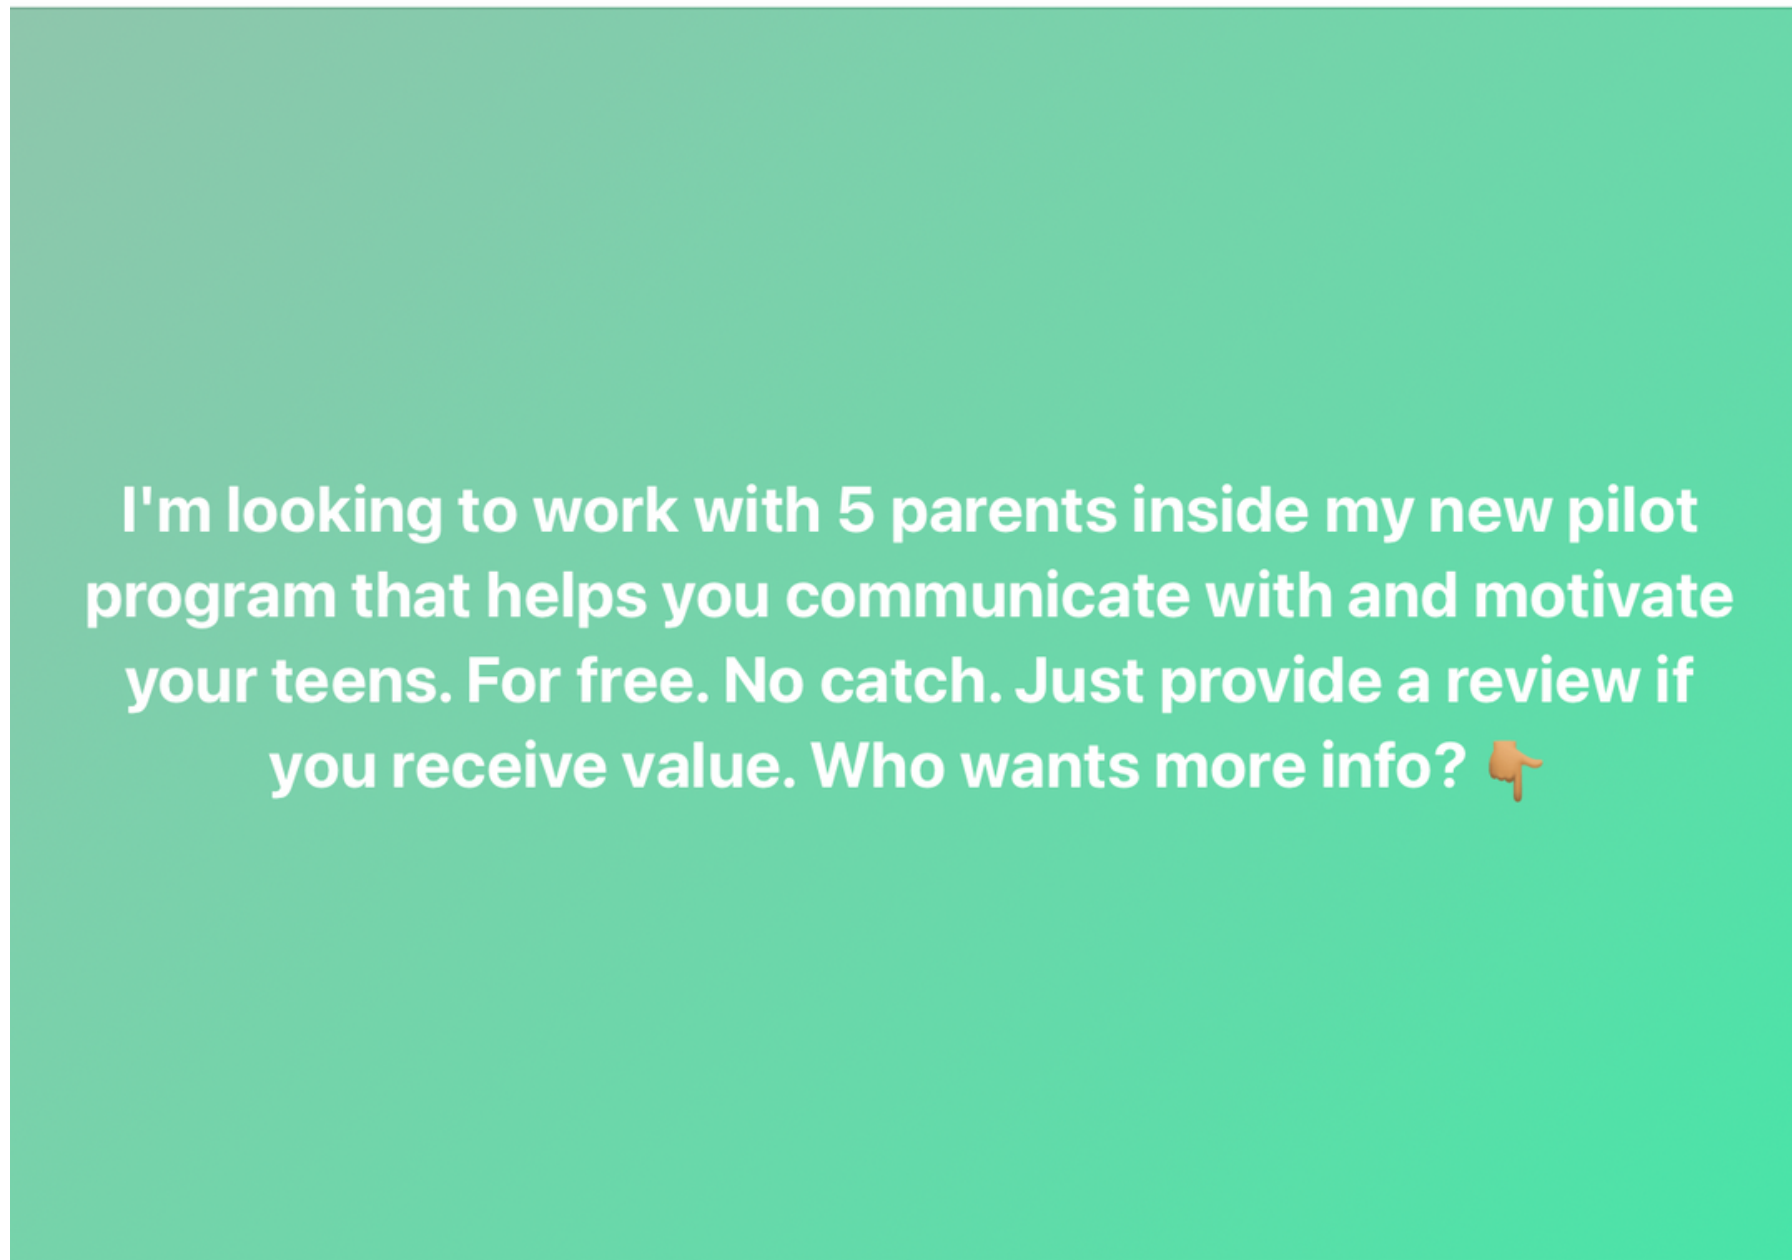 I'm looking to work with 5 parents inside my new pilot
program that helps you communicate with and motivate
your teens. For free. No catch. Just provide a review if
you receive value. Who wants more info? 👇🏽